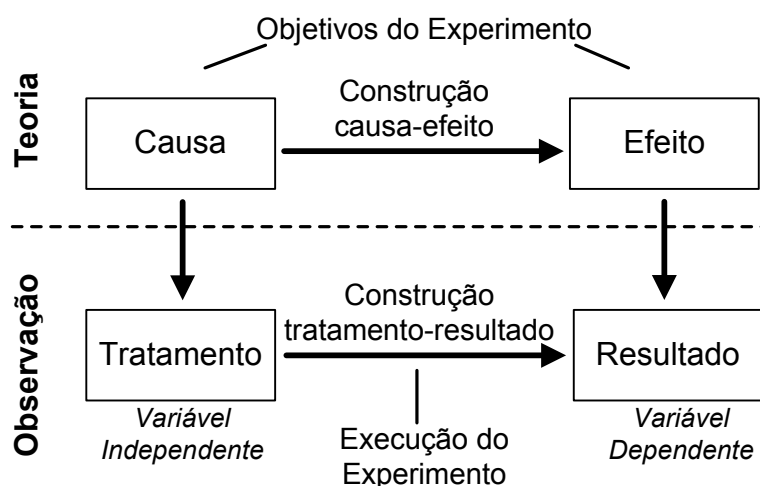 Objetivos do Experimento
Teoria
Construção
causa-efeito
Causa
Efeito
Observação
Construção
tratamento-resultado
Tratamento
Resultado
Variável
Independente
Variável
Dependente
Execução do
Experimento